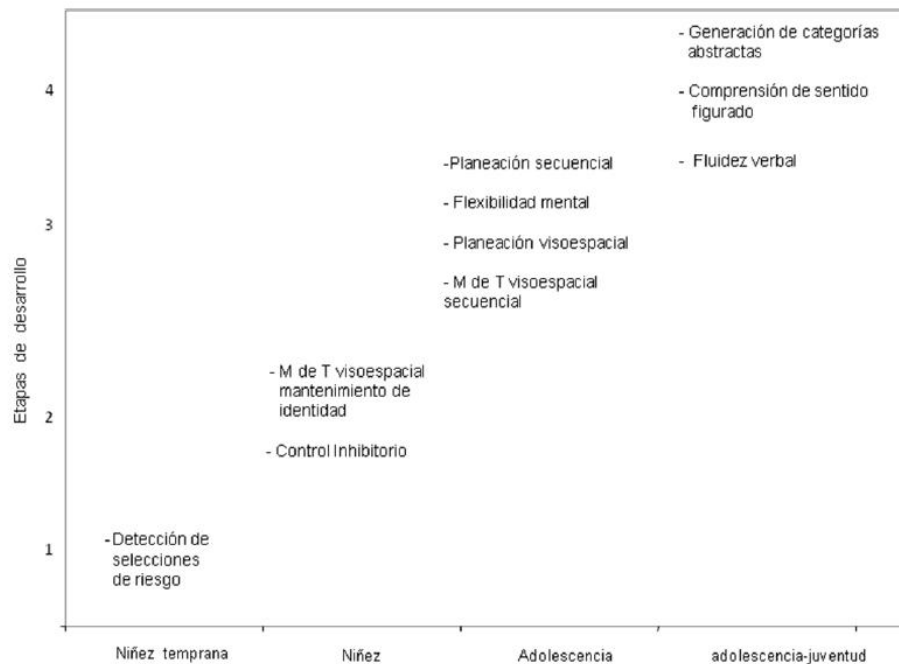 - Generación de categorías
abstractas
4
- Comprensión de sentido
figurado
-Planeación secuencial
- Fluidez verbal
- Flexibilidad mental
3
- Planeación visoespacial
- M de T visoespacial
secuencial
Etapas de desarrollo
- M de T visoespacial
mantenimiento de
identidad
2
- Control Inhibitorio
1
-Detección de
selecciones
de riesgo
Niñez temprana
Niñez
Adolescencia
adolescencia-juventud